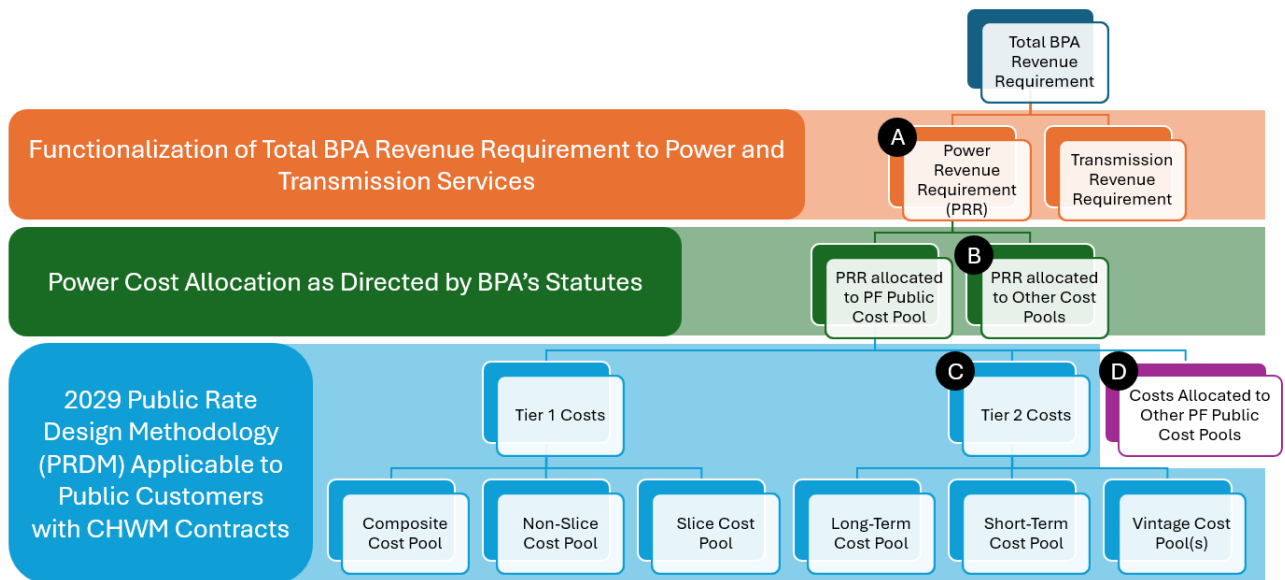 Total BPA
Revenue
Requirement
Functionalization of Total BPA Revenue Requirement to Power and
Transmission Services
A
Power
Revenue
Requirement
(PRR)
Transmission
Revenue
Requirement
Power Cost Allocation as Directed by BPA's Statutes
PRR allocated
to PF Public
Cost Pool
B
PRR allocated
to Other Cost
Pools
2029 Public Rate
Design Methodology
(PRDM) Applicable to
Public Customers
with CHWM Contracts
Tier 1 Costs
C
Tier 2 Costs
D
Costs Allocated to
Other PF Public
Cost Pools
Composite
Cost Pool
Non-Slice
Cost Pool
Slice Cost
Pool
Long-Term
Cost Pool
Short-Term
Cost Pool
Vintage Cost
Pool(s)